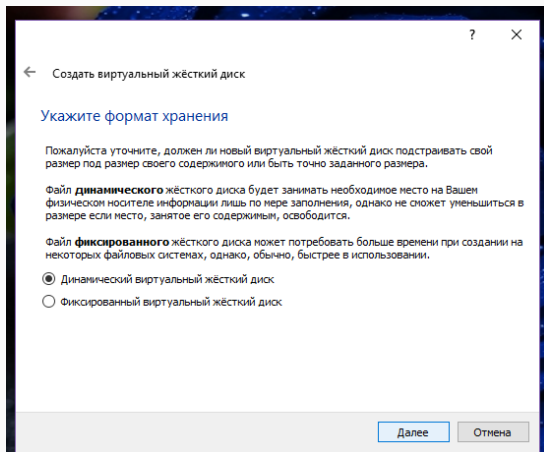 ?
Создать виртуальный жёсткий диск
Укажите формат хранения
Пожалуйста уточните, должен ли новый виртуальный жёсткий диск подстраивать свой
размер под размер своего содержимого или быть точно заданного размера.
Файл динамического жёсткого диска будет занимать необходимое место на Вашем
физическом носителе информации лишь по мере заполнения, однако не сможет уменьшиться в
размере если место, занятое его содержимым, освободится.
Файл фиксированного жёсткого диска может потребовать больше времени при создании на
некоторых файловых системах, однако, обычно, быстрее в использовании.
Динамический виртуальный жёсткий диск
Фиксированный виртуальный жёсткий диск
Далее
Отмена